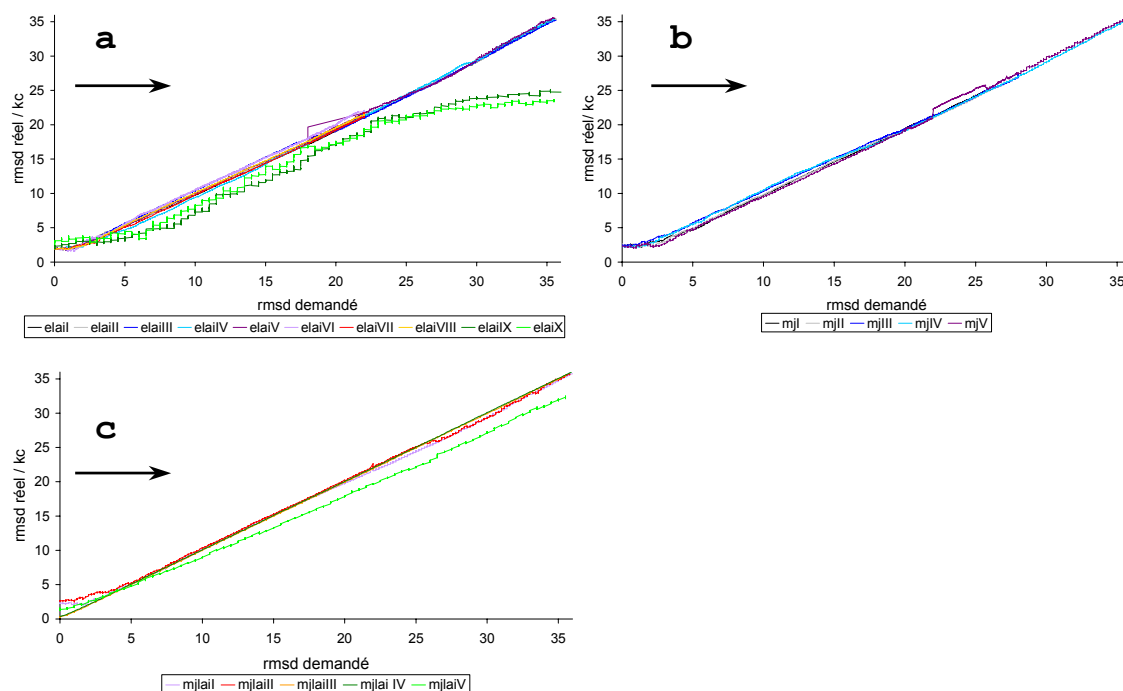 a
rmsd réel / kc
35
30
25
20
15
10
5
0
0 5 10 15 20 25 30 35
rmsd demandé
elaiI elaiII elaiIII elaiIV elaiV elaiVI elaiVII elaiVIII elaiIX elaiX
b
rmsd réel/ kc
35
30
25
20
15
10
5
0
0 5 10 15 20 25 30 35
rmsd demandé
mjI mjII mjIII mjIV mjV
c
rmsd réel / kc
35
30
25
20
15
10
5
0
0 5 10 15 20 25 30 35
rmsd demandé
mjlaiI mjlaiII mjlaiIII mjlai IV mjlaiV